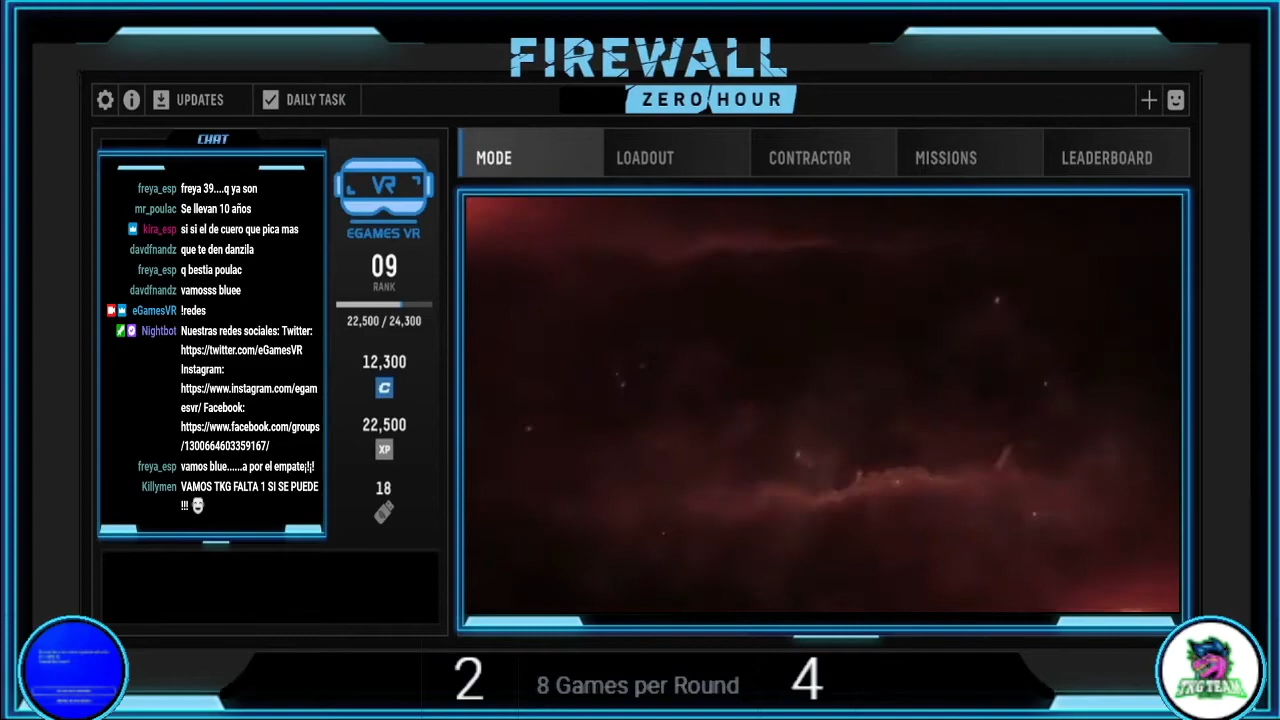 FIREWALL
ZERO HOUR
UPDATES
DAILY TASK
CHAT
freya_esp freya 39....q ya son
mr_poulac Se llevan 10 años
kira_esp si si el de cuero que pica mas
davdfnandz que te den danzila
freya_esp q bestia poulac
davdfnandz vamosss bluee
eGamesVR !redes
Nightbot Nuestras redes sociales: Twitter:
https://twitter.com/eGamesVR
Instagram:
https://www.instagram.com/egam
esvr/ Facebook:
https://www.facebook.com/groups
/1300664603359167/
freya_esp vamos blue......a por el empate¡!¡!
Killymen VAMOS TKG FALTA 1 SI SE PUEDE
!!!
VR
EGAMES VR
09
RANK
22,500 / 24,300
12,300
C
22,500
XP
18
MODE
LOADOUT
CONTRACTOR
MISSIONS
LEADERBOARD
2
8 Games per Round
4
TKG TEAM